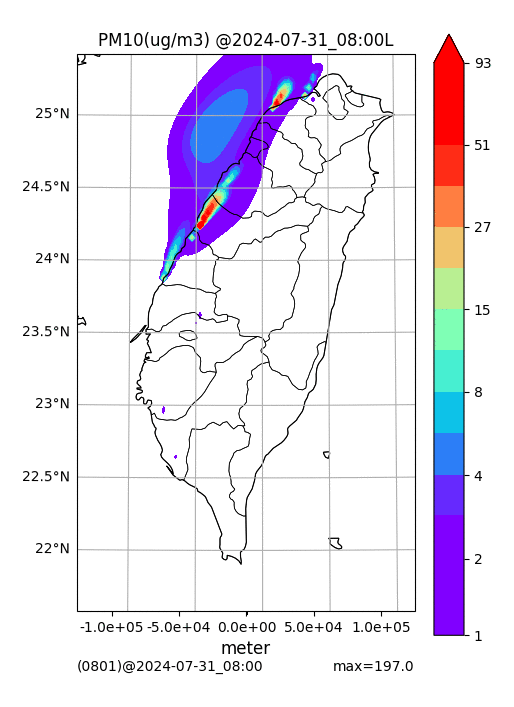 PM10(ug/m3) @2024-07-31_08:00L
25°N
24.5°N
24°N
23.5°N
23°N
22.5°N
22°N
-1.0e+05 -5.0e+04 0.0e+00 5.0e+04 1.0e+05
meter
(0801)@2024-07-31_08:00 max=197.0
93
51
27
15
8
4
2
1